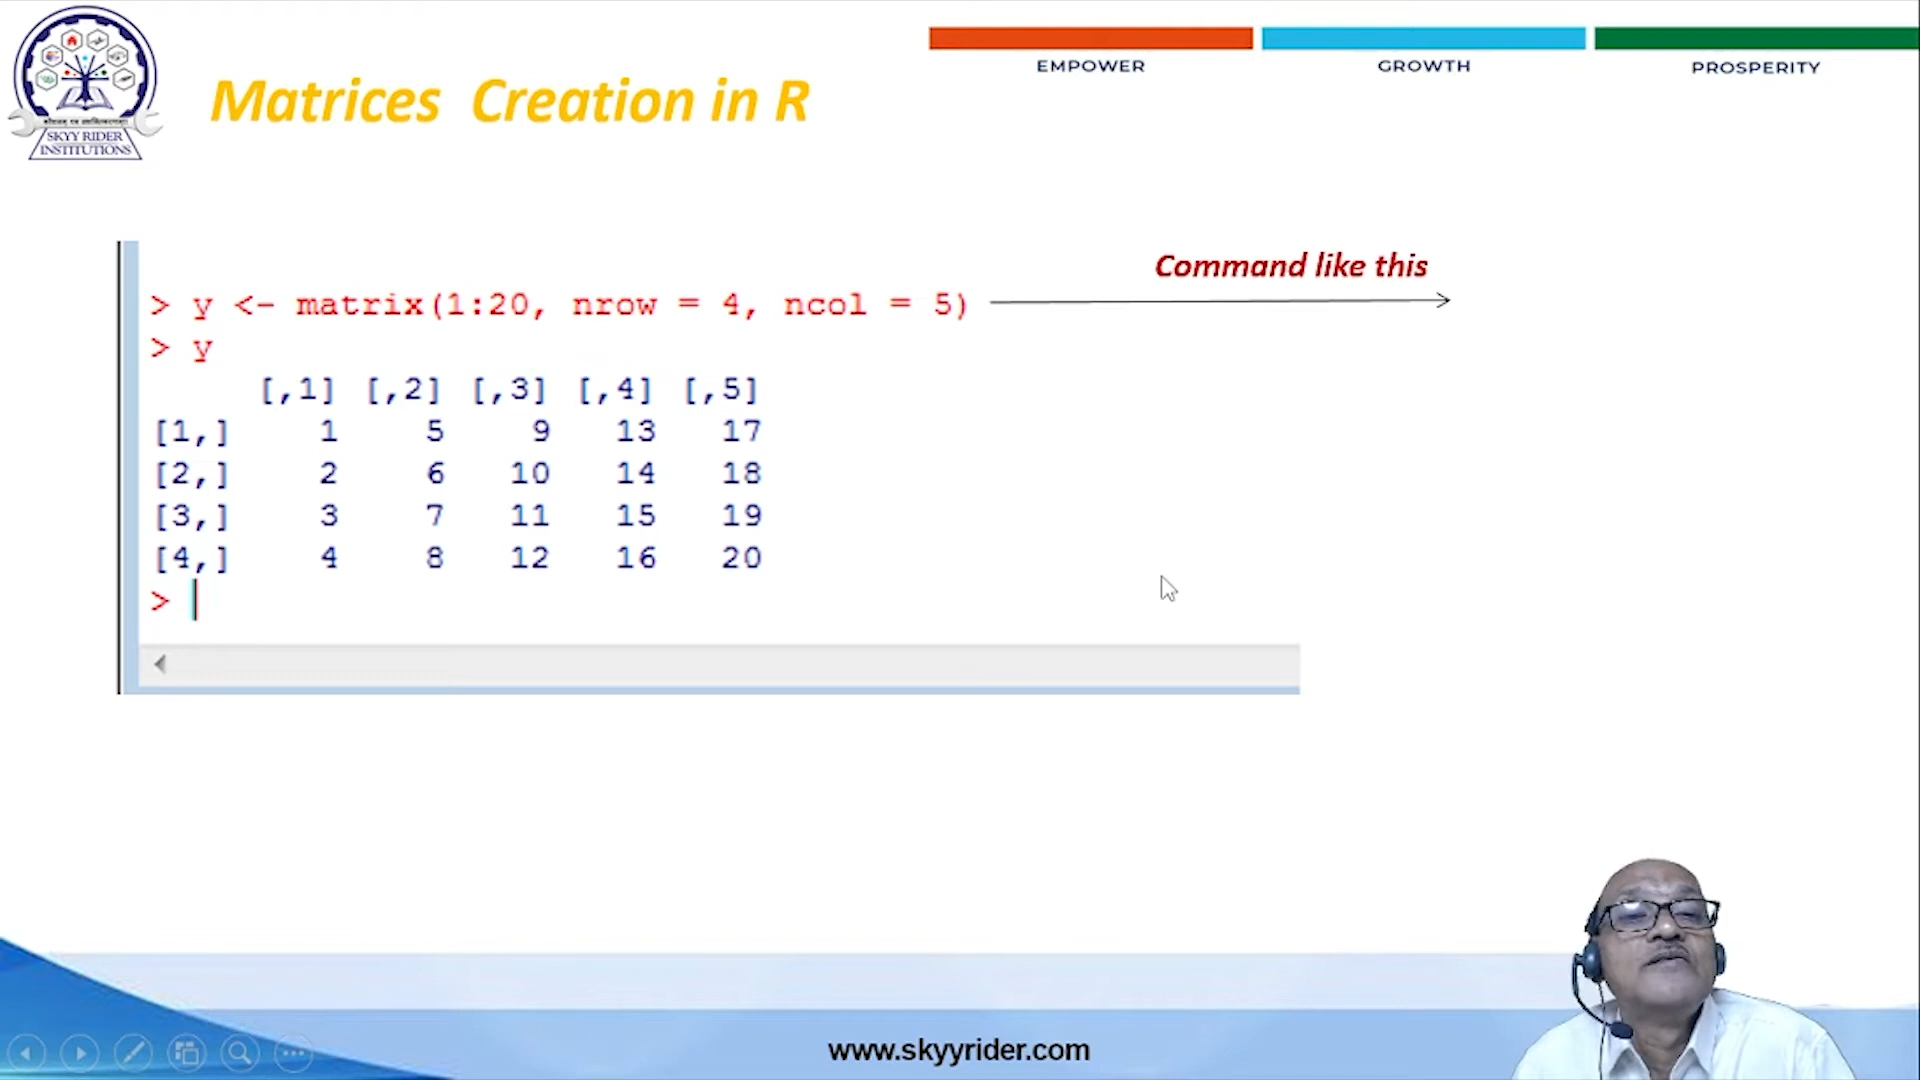 EMPOWER
GROWTH
PROSPERITY
SKYY RIDER
INSTITUTIONS
Matrices Creation in R
Command like this
> y <- matrix(1:20, nrow = 4, ncol = 5)
> y
[,1] [,2] [,3] [,4] [,5]
[1,] 1 5 9 13 17
[2,] 2 6 10 14 18
[3,] 3 7 11 15 19
[4,] 4 8 12 16 20
>
www.skyyrider.com